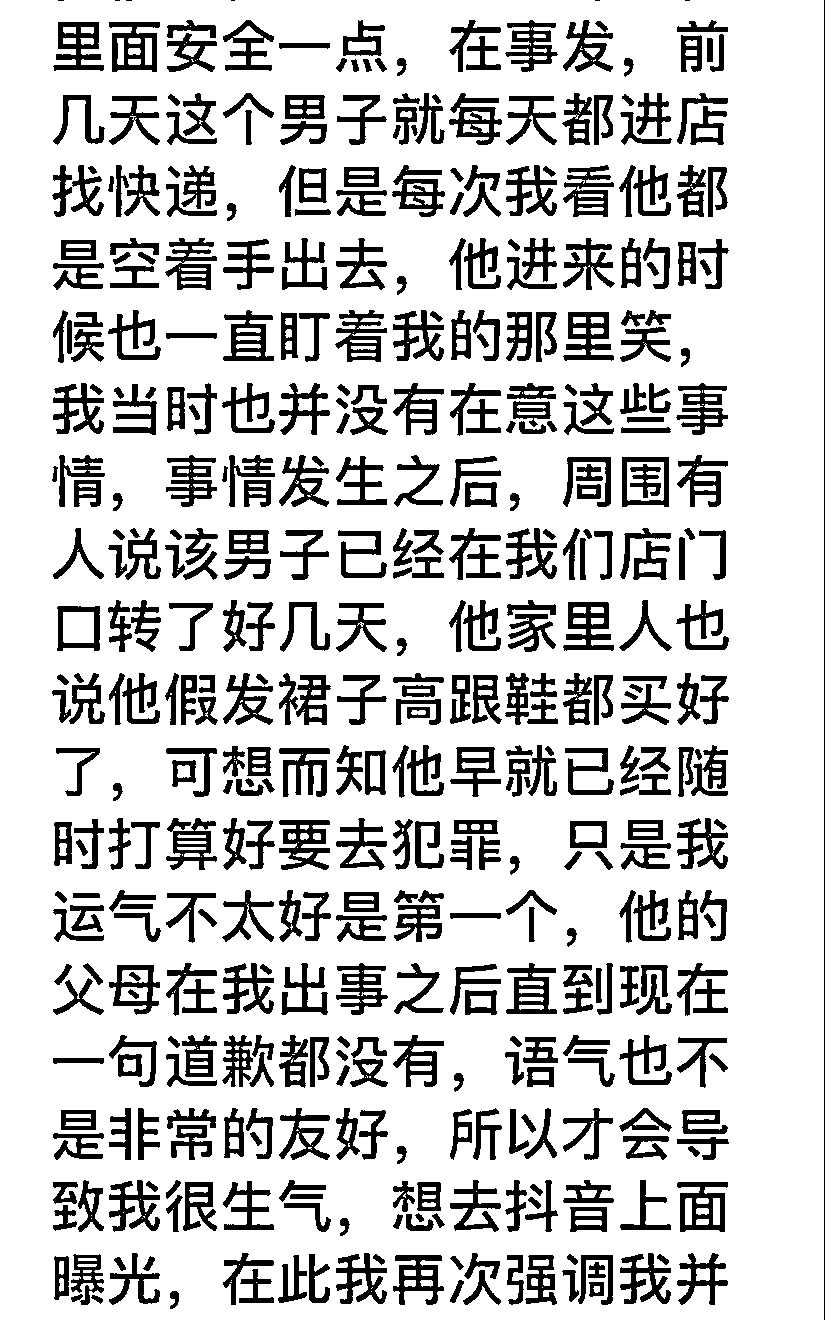 里面安全一点，在事发，前
几天这个男子就每天都进店
找快递，但是每次我看他都
是空着手出去，他进来的时
候也一直盯着我的那里笑，
我当时也并没有在意这些事
情，事情发生之后，周围有
人说该男子已经在我们店门
口转了好几天，他家里人也
说他假发裙子高跟鞋都买好
了，可想而知他早就已经随
时打算好要去犯罪，只是我
运气不太好是第一个，他的
父母在我出事之后直到现在
一句道歉都没有，语气也不
是非常的友好，所以才会导
致我很生气，想去抖音上面
曝光，在此我再次强调我并